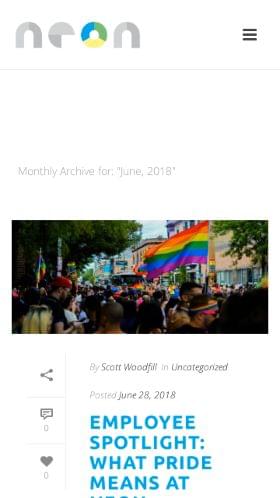 neon
Monthly Archive for: "June, 2018"
By Scott Woodfill In Uncategorized
Posted June 28, 2018
0
0
EMPLOYEE
SPOTLIGHT:
WHAT PRIDE
MEANS AT
NEON